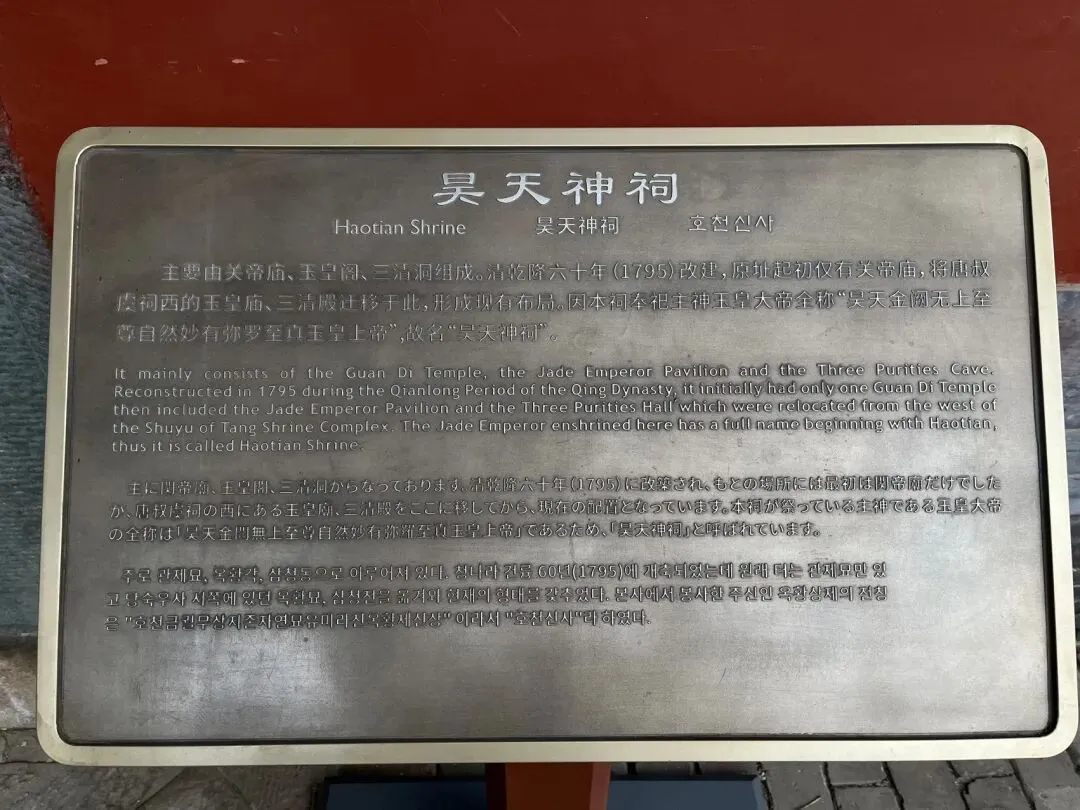 昊天神祠
Haotian Shrine 昊天神祠 호천신사
主要由关帝庙、玉皇阁、三清洞组成。清乾隆六十年(1795)改建,原址起初仅有关帝庙,将唐叔
虞祠西的玉皇庙、三清殿迁移于此,形成现有布局。因本祠奉祀主神玉皇大帝全称“昊天金阙无上至
尊自然妙有弥罗至真玉皇上帝”,故名“昊天神祠”。
It mainly consists of the Guan Di Temple, the Jade Emperor Pavilion and the Three Purities Cave.
Reconstructed in 1795 during the Qianlong Period of the Qing Dynasty, it initially had only one Guan Di Temple
then included the Jade Emperor Pavilion and the Three Purities Hall which were relocated from the west of
the Shuyu of Tang Shrine Complex. The Jade Emperor enshrined here has a full name beginning with Haotian,
thus it is called Haotian Shrine.
主に関帝廟、玉皇閣、三清洞からなっております。清乾隆六十年(1795)に改築され、もとの場所には最初は関帝廟だけでした
が、唐叔虞祠の西にある玉皇廟、三清殿をここに移してから、現在の配置となっています。本祠が祭っている主神である玉皇大帝
の全称は「昊天金闕無上至尊自然妙有弥羅至真玉皇上帝」であるため、「昊天神祠」と呼ばれています。
주로 관제묘, 옥황각, 삼청동으로 이루어져 있다. 청나라 건륭 60년(1795)에 개축되었는데 원래 터는 관제묘만 있
고 당숙우사 서쪽에 있던 옥황묘, 삼청전을 옮겨와 현재의 형태를 갖추었다. 본사에서 봉사한 주신인 옥황상제의 전칭
은 "호천금궐무상지존자연묘유미라진옥황제신상" 이라서 "호천신사"라 하였다.